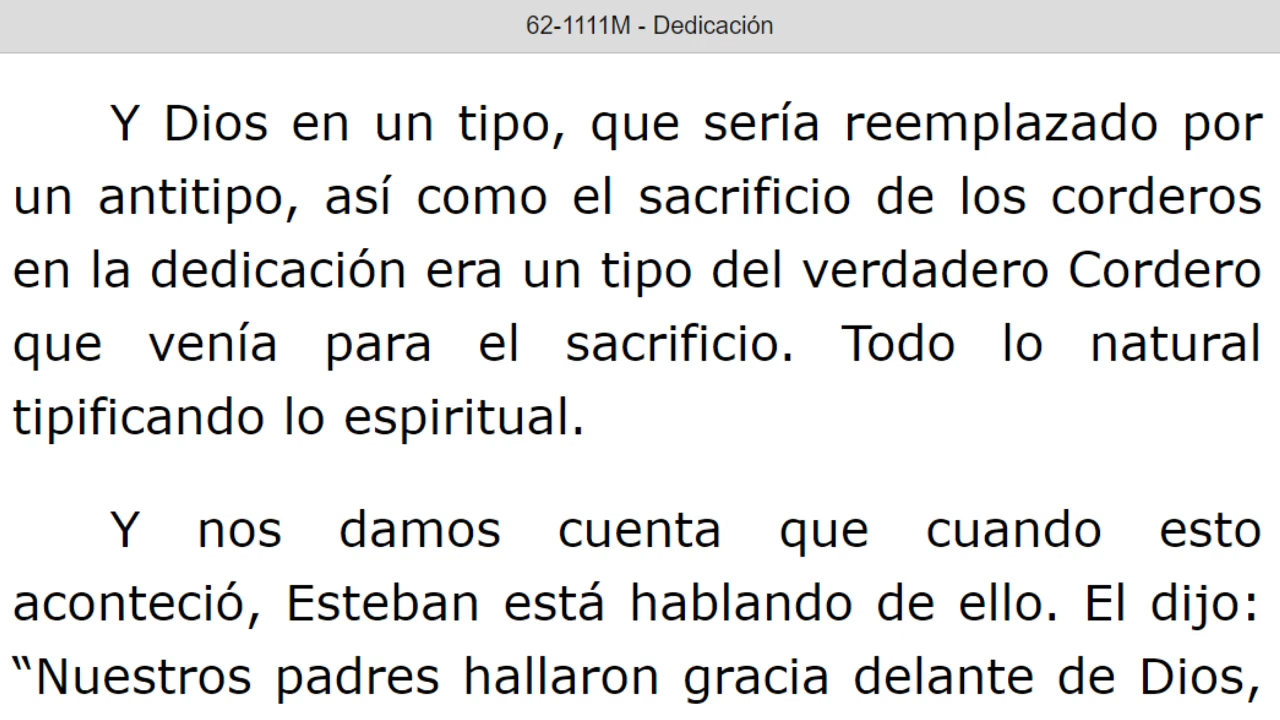 62-1111M - Dedicación
Y Dios en un tipo, que sería reemplazado por
un antitipo, así como el sacrificio de los corderos
en la dedicación era un tipo del verdadero Cordero
que venía para el sacrificio. Todo lo natural
tipificando lo espiritual.
Y nos damos cuenta que cuando esto
aconteció, Esteban está hablando de ello. El dijo:
“Nuestros padres hallaron gracia delante de Dios,